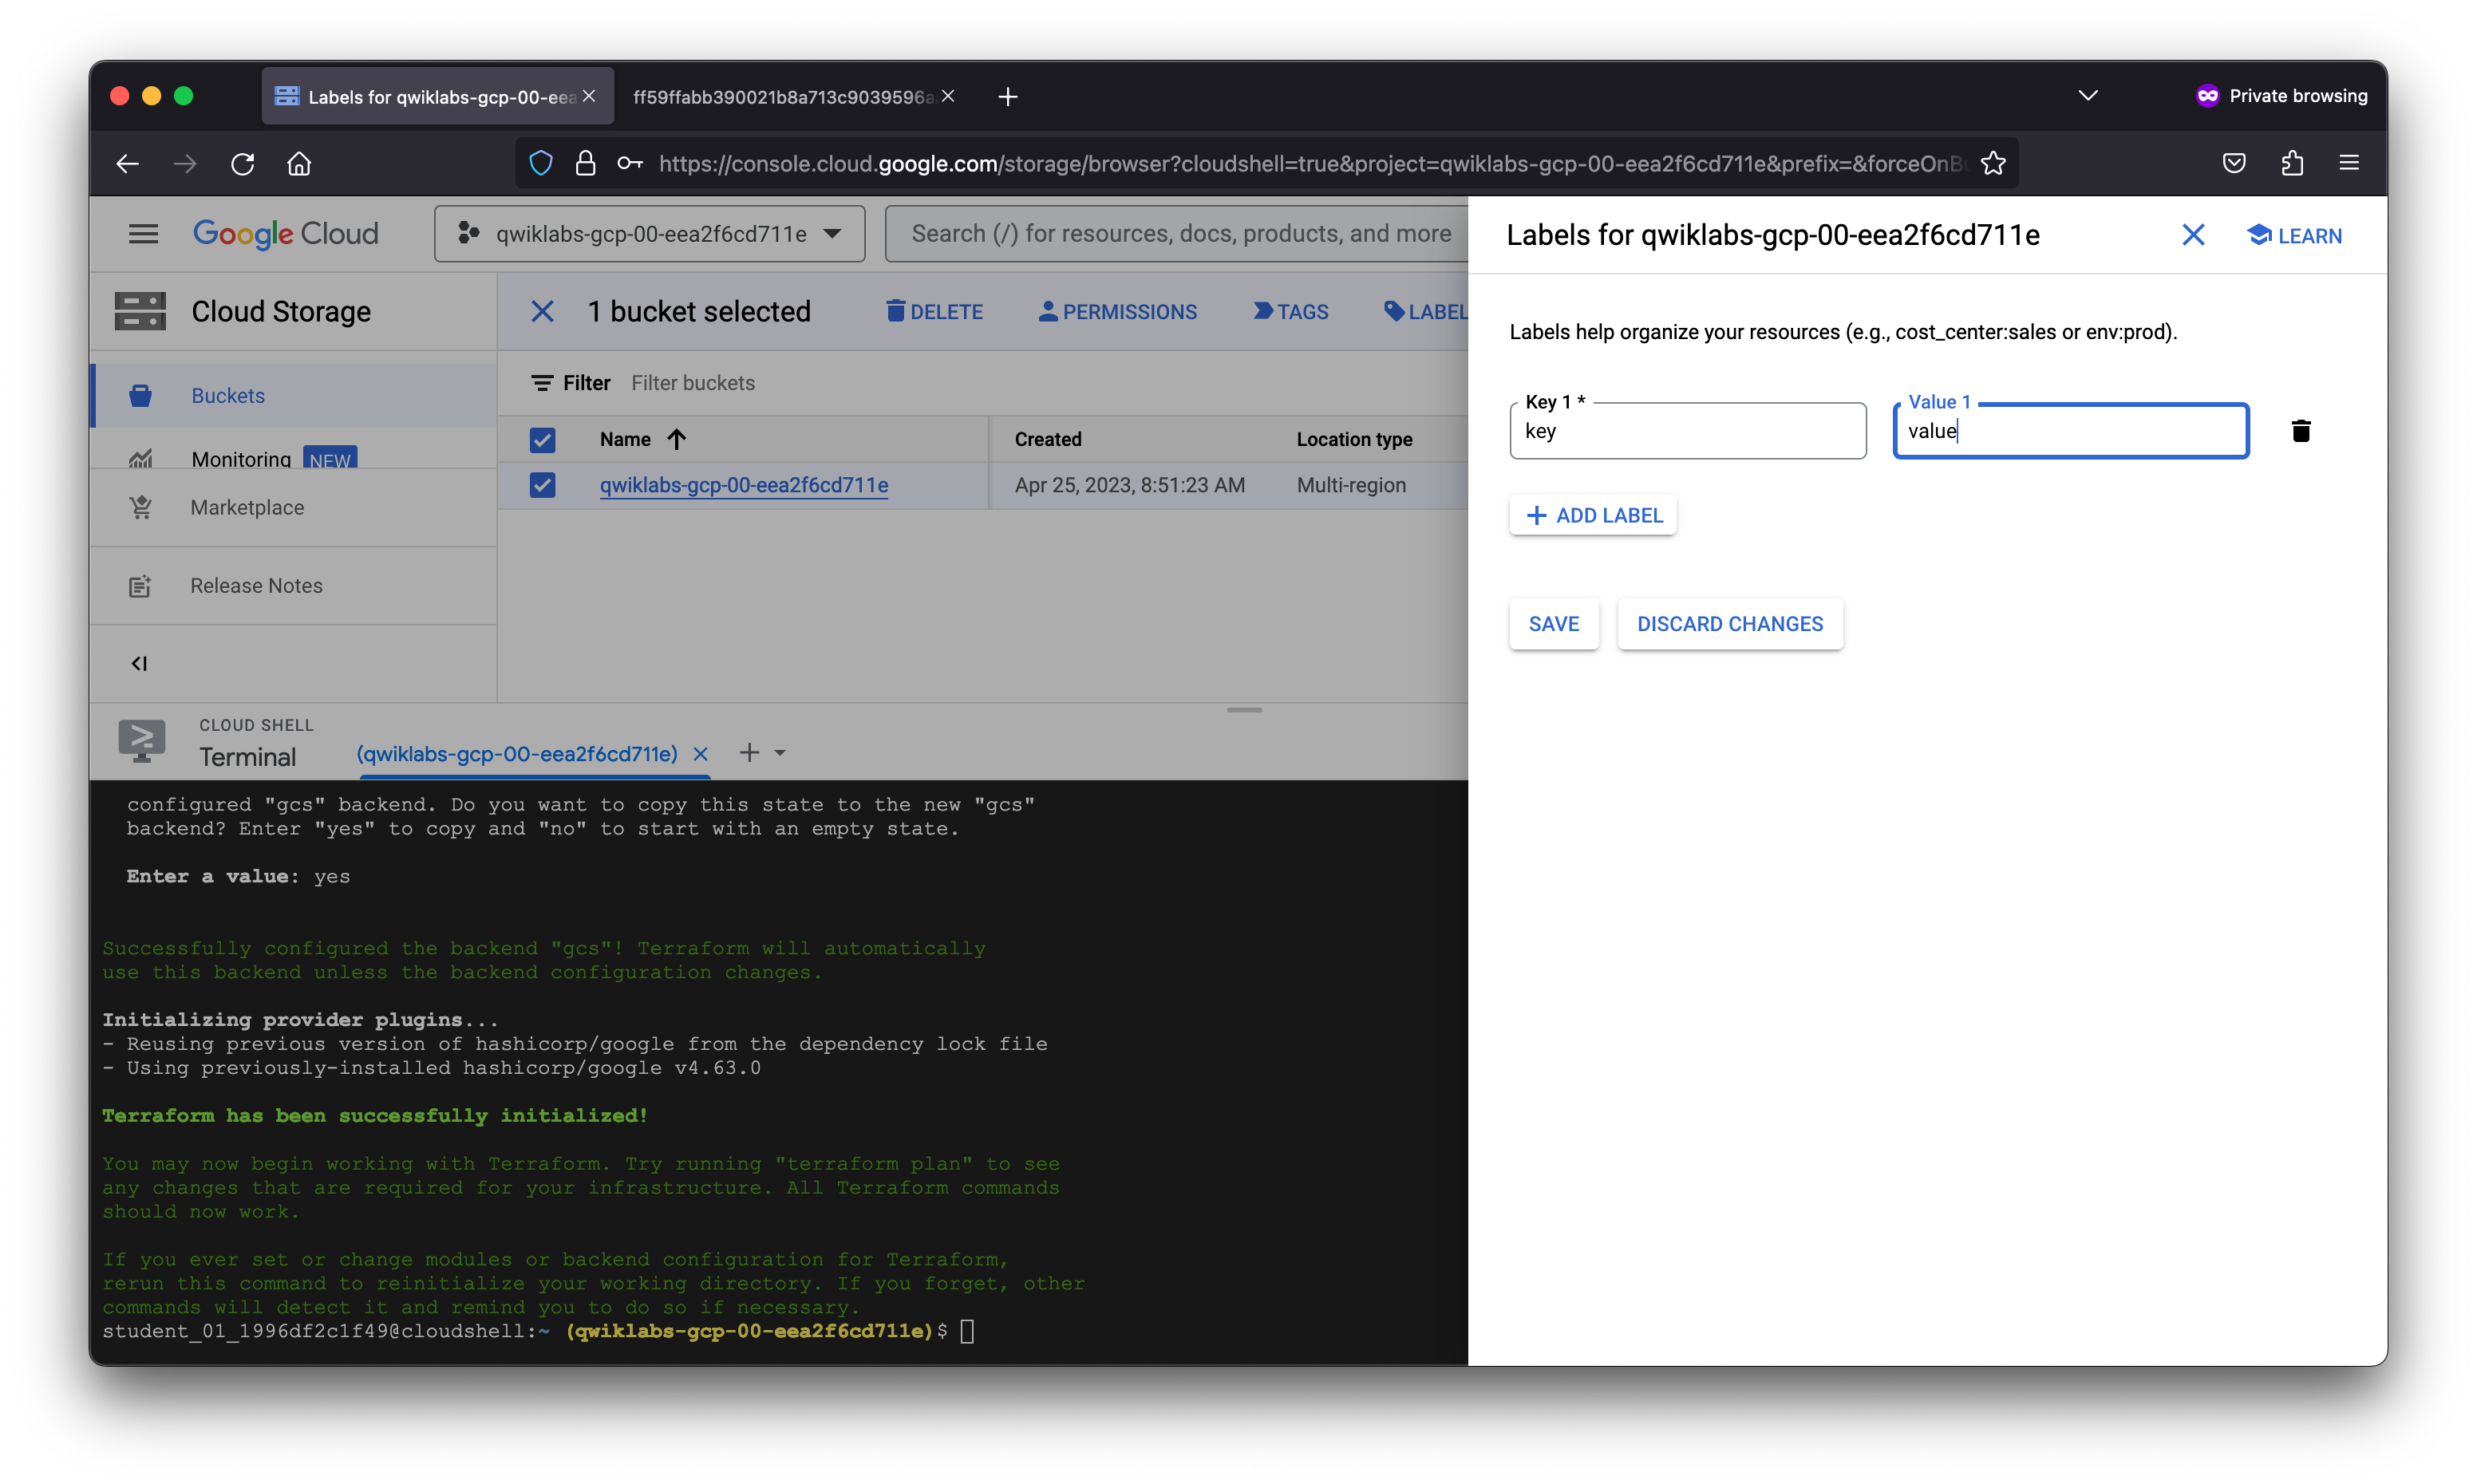 Labels for qwiklabs-gcp-00-eea
ff59ffabb390021b8a713c9039596a
Private browsing
https://console.cloud.google.com/storage/browser?cloudshell=true&project=qwiklabs-gcp-00-eea2f6cd711e&prefix=&forceOnB
Google Cloud
qwiklabs-gcp-00-eea2f6cd711e
Search (/) for resources, docs, products, and more
Cloud Storage
1 bucket selected
DELETE
PERMISSIONS
TAGS
LABEL
Buckets
Monitoring NEW
Marketplace
Release Notes
Filter Filter buckets
Name Created Location type
qwiklabs-gcp-00-eea2f6cd711e Apr 25, 2023, 8:51:23 AM Multi-region
Labels for qwiklabs-gcp-00-eea2f6cd711e
LEARN
Labels help organize your resources (e.g., cost_center:sales or env:prod).
Key 1 *
key
Value 1
value
ADD LABEL
SAVE
DISCARD CHANGES
CLOUD SHELL
Terminal
(qwiklabs-gcp-00-eea2f6cd711e)
configured "gcs" backend. Do you want to copy this state to the new "gcs"
backend? Enter "yes" to copy and "no" to start with an empty state.
Enter a value: yes
Successfully configured the backend "gcs"! Terraform will automatically
use this backend unless the backend configuration changes.
Initializing provider plugins...
- Reusing previous version of hashicorp/google from the dependency lock file
- Using previously-installed hashicorp/google v4.63.0
Terraform has been successfully initialized!
You may now begin working with Terraform. Try running "terraform plan" to see
any changes that are required for your infrastructure. All Terraform commands
should now work.
If you ever set or change modules or backend configuration for Terraform,
rerun this command to reinitialize your working directory. If you forget, other
commands will detect it and remind you to do so if necessary.
student_01_1996df2c1f49@cloudshell:~ (qwiklabs-gcp-00-eea2f6cd711e)$